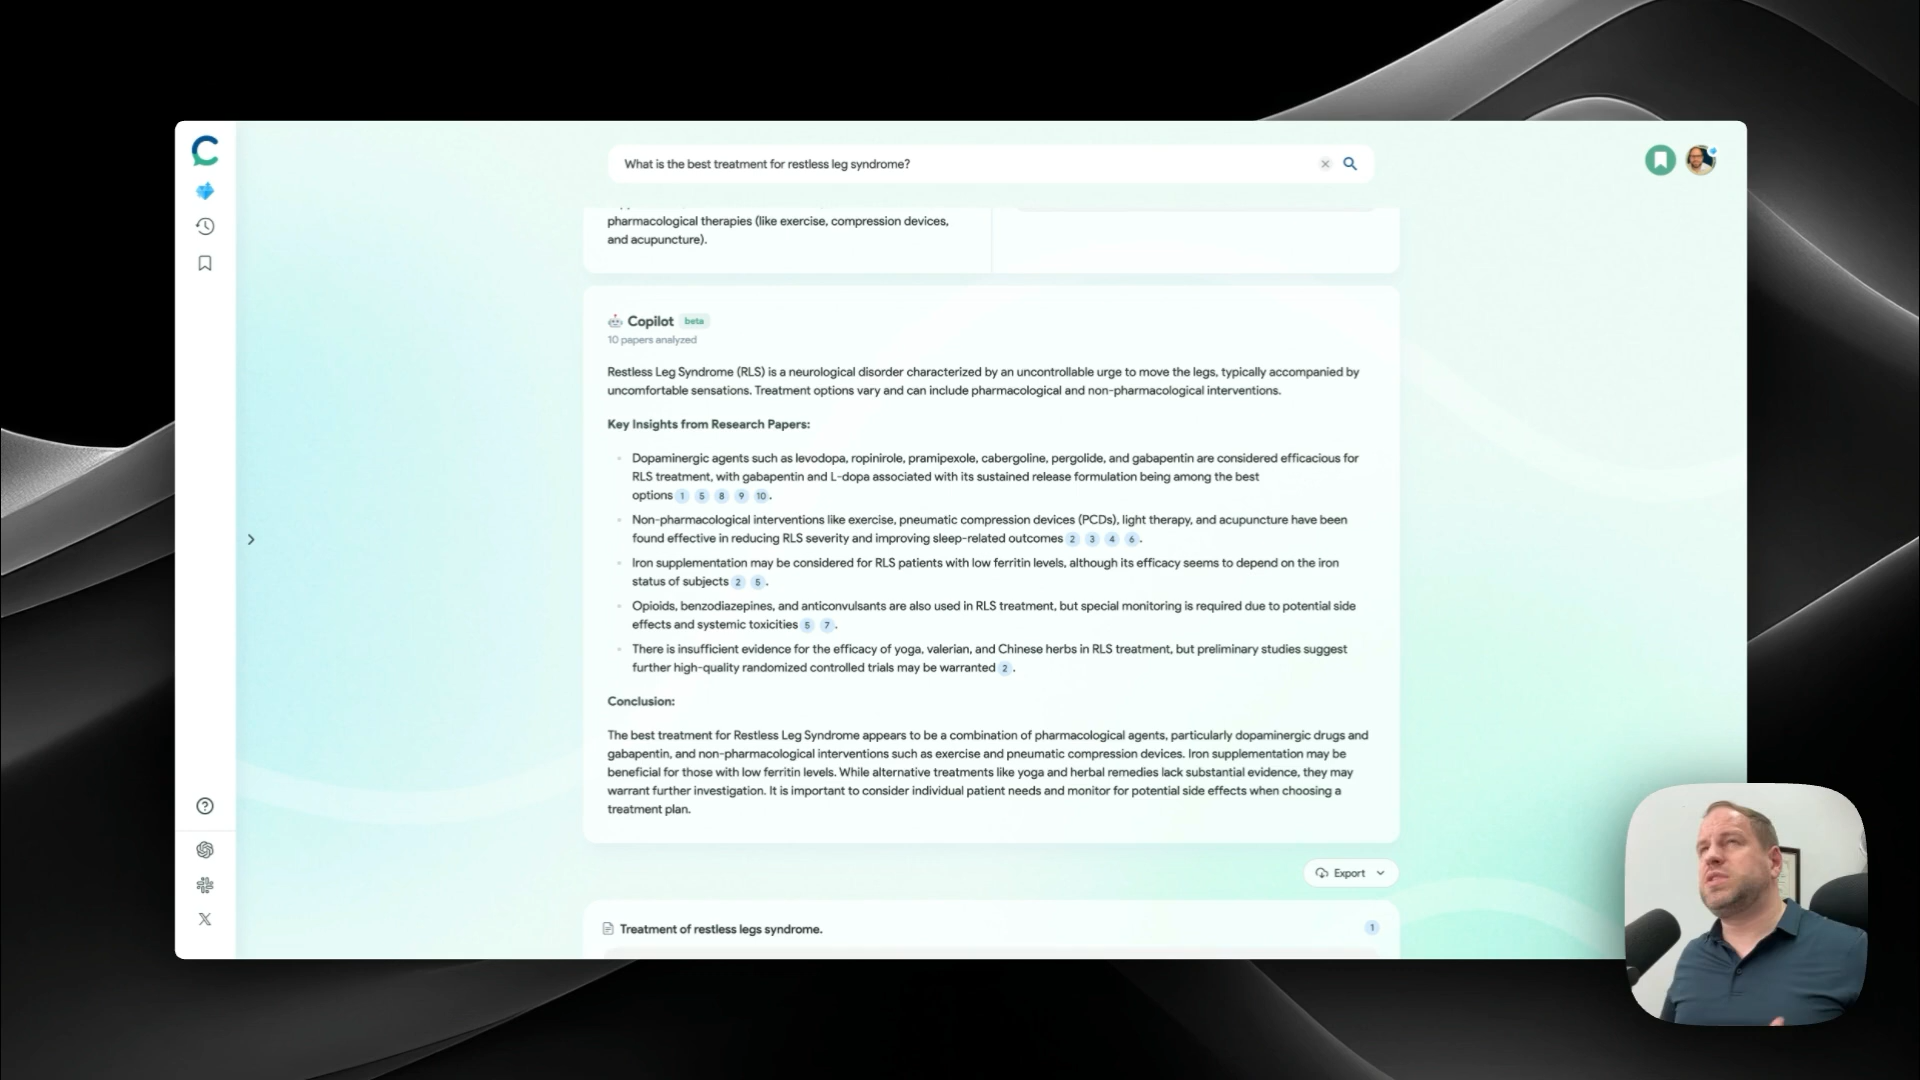 What is the best treatment for restless leg syndrome?
pharmacological therapies (like exercise, compression devices,
and acupuncture).
Copilot beta
10 papers analyzed
Restless Leg Syndrome (RLS) is a neurological disorder characterized by an uncontrollable urge to move the legs, typically accompanied by
uncomfortable sensations. Treatment options vary and can include pharmacological and non-pharmacological interventions.
Key Insights from Research Papers:
Dopaminergic agents such as levodopa, ropinirole, pramipexole, cabergoline, pergolide, and gabapentin are considered efficacious for
RLS treatment, with gabapentin and L-dopa associated with its sustained release formulation being among the best
options 1 5 8 9 10.
Non-pharmacological interventions like exercise, pneumatic compression devices (PCDs), light therapy, and acupuncture have been
found effective in reducing RLS severity and improving sleep-related outcomes 2 3 4 6.
Iron supplementation may be considered for RLS patients with low ferritin levels, although its efficacy seems to depend on the iron
status of subjects 2 5.
Opioids, benzodiazepines, and anticonvulsants are also used in RLS treatment, but special monitoring is required due to potential side
effects and systemic toxicities 5 7.
There is insufficient evidence for the efficacy of yoga, valerian, and Chinese herbs in RLS treatment, but preliminary studies suggest
further high-quality randomized controlled trials may be warranted 2.
Conclusion:
The best treatment for Restless Leg Syndrome appears to be a combination of pharmacological agents, particularly dopaminergic drugs and
gabapentin, and non-pharmacological interventions such as exercise and pneumatic compression devices. Iron supplementation may be
beneficial for those with low ferritin levels. While alternative treatments like yoga and herbal remedies lack substantial evidence, they may
warrant further investigation. It is important to consider individual patient needs and monitor for potential side effects when choosing a
treatment plan.
Export
Treatment of restless legs syndrome. 1